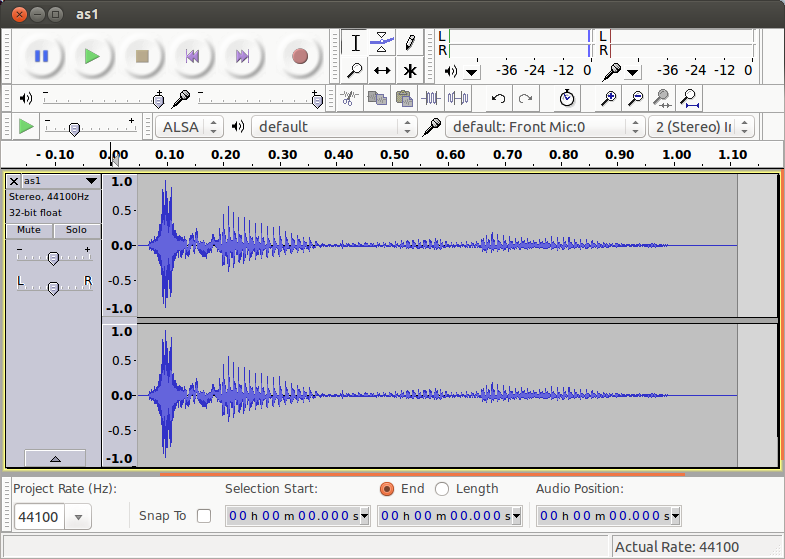 as1
L
R
-36 -24 -12 0
L
R
-36 -24 -12 0
ALSA
default
default: Front Mic:0
2 (Stereo) I
- +
- 0.10 0.00 0.10 0.20 0.30 0.40 0.50 0.60 0.70 0.80 0.90 1.00 1.10
as1
Stereo, 44100Hz
32-bit float
Mute Solo
- +
L R
1.0
0.5-
0.0-
-0.5-
-1.0
1.0
0.5-
0.0-
-0.5-
-1.0
Project Rate (Hz):
44100
Snap To
Selection Start:
End
Length
Audio Position:
00 h 00 m 00.000 s
00 h 00 m 00.000 s
00 h 00 m 00.000 s
Actual Rate: 44100